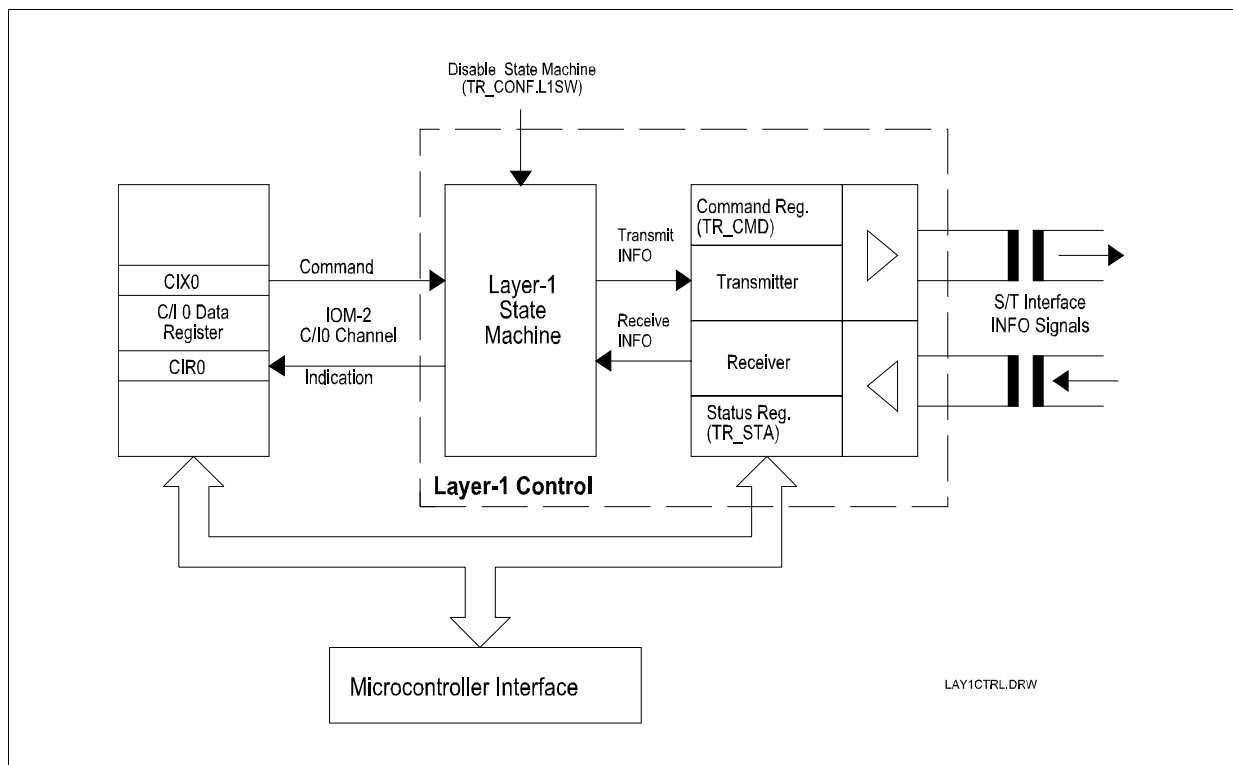 Disable State Machine
(TR_CONF.L1SW)
CIX0
C/I 0 Data
Register
CIR0
Command
IOM-2
C/I0 Channel
Indication
Layer-1
State
Machine
Transmit
INFO
Receive
INFO
Command Reg.
(TR_CMD)
Transmitter
Receiver
Status Reg.
(TR_STA)
S/T Interface
INFO Signals
Layer-1 Control
Microcontroller Interface
LAY1CTRL.DRW